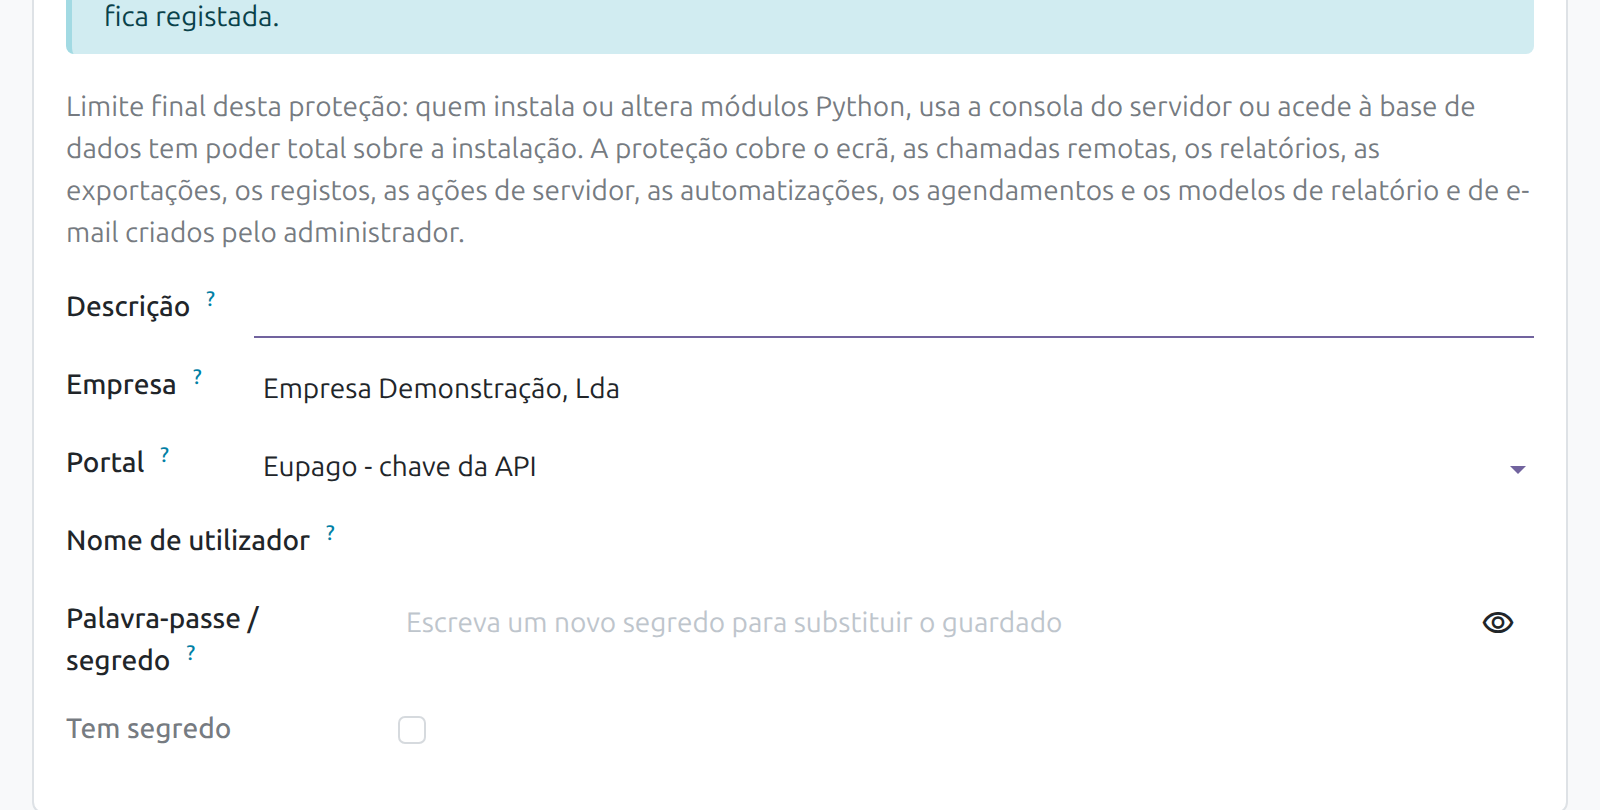 fica registada.
Limite final desta proteção: quem instala ou altera módulos Python, usa a consola do servidor ou acede à base de
dados tem poder total sobre a instalação. A proteção cobre o ecrã, as chamadas remotas, os relatórios, as
exportações, os registos, as ações de servidor, as automatizações, os agendamentos e os modelos de relatório e de e-
mail criados pelo administrador.
Descrição ?
Empresa ? Empresa Demonstração, Lda
Portal ? Eupago - chave da API
Nome de utilizador ?
Palavra-passe / Escreva um novo segredo para substituir o guardado
segredo ?
Tem segredo